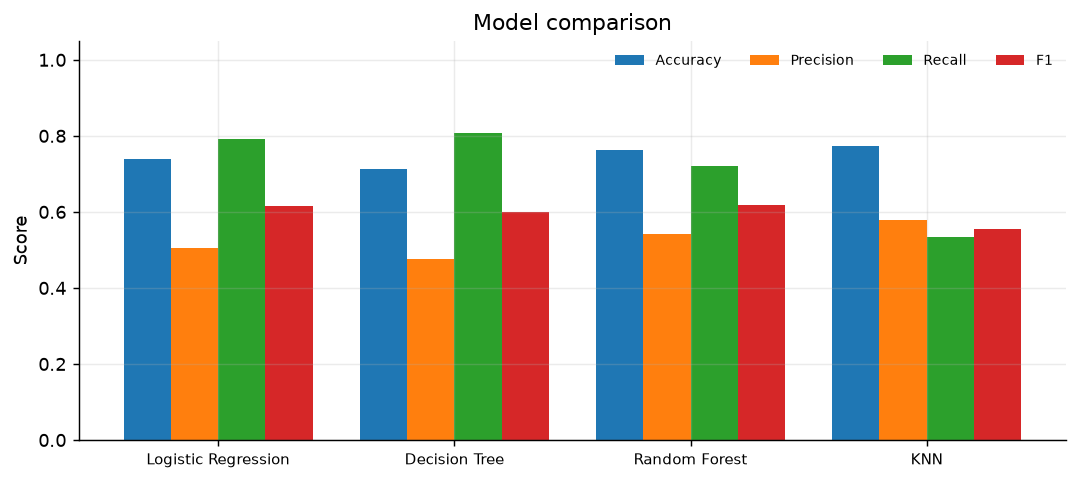 Model comparison
Accuracy Precision Recall F1
1.0
0.8
0.6
0.4
0.2
0.0
Score
Logistic Regression Decision Tree Random Forest KNN